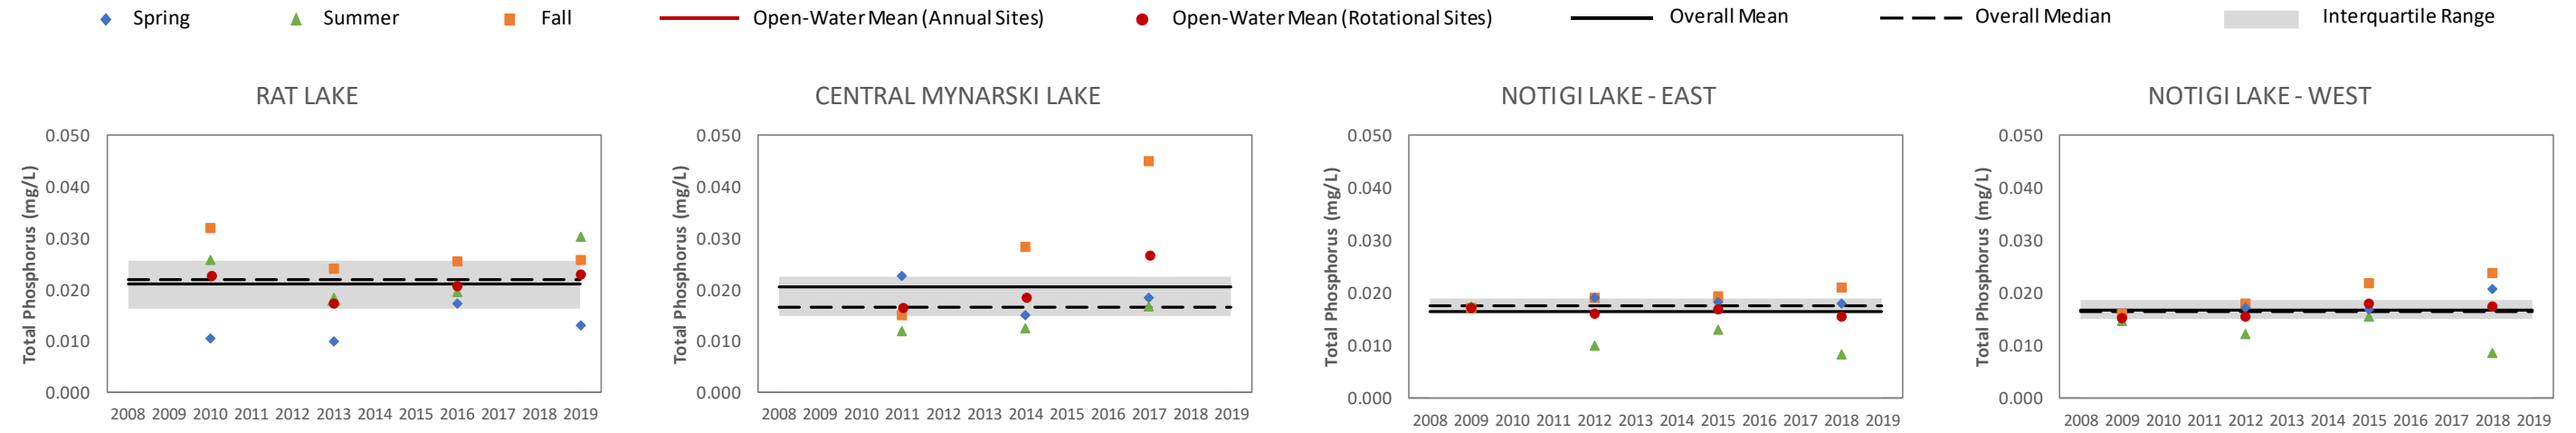 Spring Summer Fall Open-Water Mean (Annual Sites) Open-Water Mean (Rotational Sites) Overall Mean Overall Median Interquartile Range
RAT LAKE
Total Phosphorus (mg/L)
0.050
0.040
0.030
0.020
0.010
0.000
2008 2009 2010 2011 2012 2013 2014 2015 2016 2017 2018 2019
CENTRAL MYNARSKI LAKE
Total Phosphorus (mg/L)
0.050
0.040
0.030
0.020
0.010
0.000
2008 2009 2010 2011 2012 2013 2014 2015 2016 2017 2018 2019
NOTIGI LAKE - EAST
Total Phosphorus (mg/L)
0.050
0.040
0.030
0.020
0.010
0.000
2008 2009 2010 2011 2012 2013 2014 2015 2016 2017 2018 2019
NOTIGI LAKE - WEST
Total Phosphorus (mg/L)
0.050
0.040
0.030
0.020
0.010
0.000
2008 2009 2010 2011 2012 2013 2014 2015 2016 2017 2018 2019